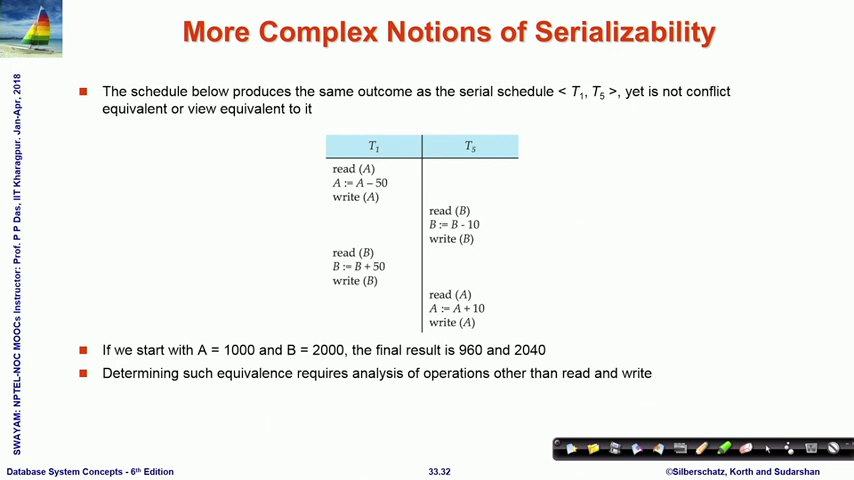 More Complex Notions of Serializability
SWAYAM: NPTEL-NOC MOOCs Instructor: Prof. P P Das, IIT Kharagpur. Jan-Apr, 2018
■ The schedule below produces the same outcome as the serial schedule < T₁, T₅ >, yet is not conflict
equivalent or view equivalent to it
T₁ T₅
read (A)
A := A – 50
write (A)
read (B)
B := B - 10
write (B)
read (B)
B := B + 50
write (B)
read (A)
A := A + 10
write (A)
■ If we start with A = 1000 and B = 2000, the final result is 960 and 2040
■ Determining such equivalence requires analysis of operations other than read and write
Database System Concepts - 6th Edition 33.32 ©Silberschatz, Korth and Sudarshan